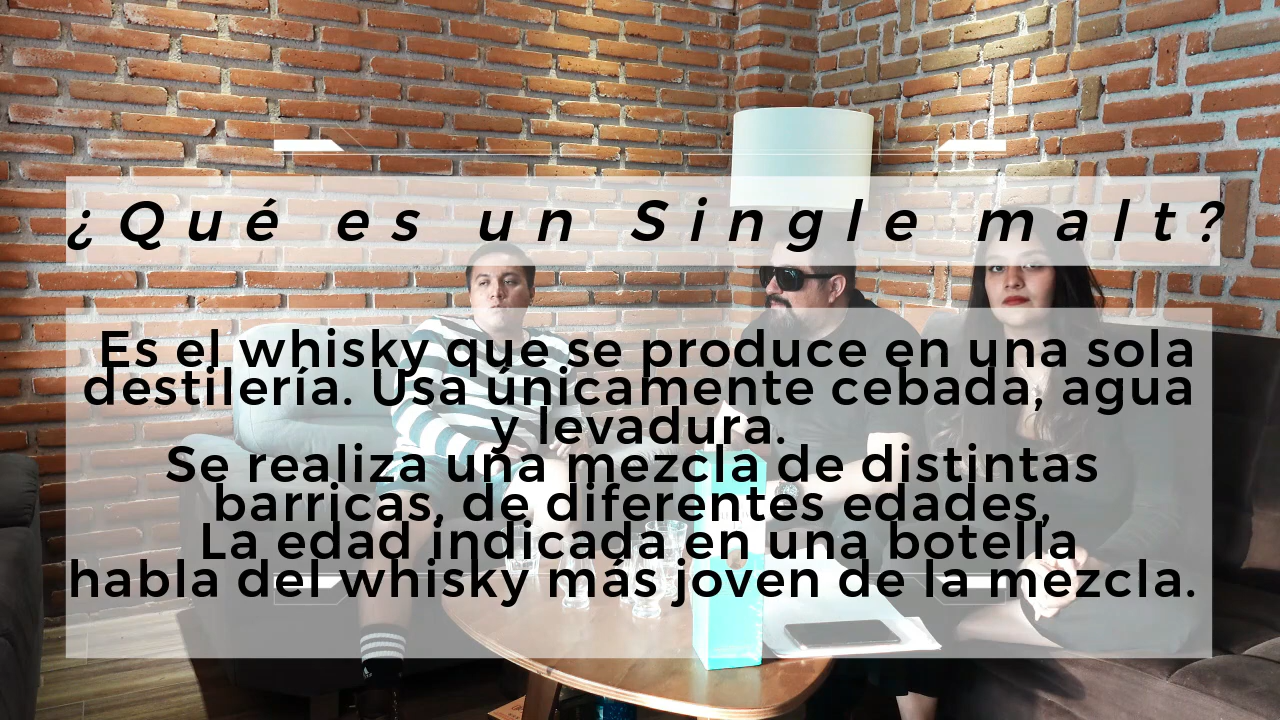 ¿Qué es un Single malt?
Es el whisky que se produce en una sola
destilería. Usa únicamente cebada, agua
y levadura.
Se realiza una mezcla de distintas
barricas, de diferentes edades,
La edad indicada en una botella
habla del whisky más joven de la mezcla.